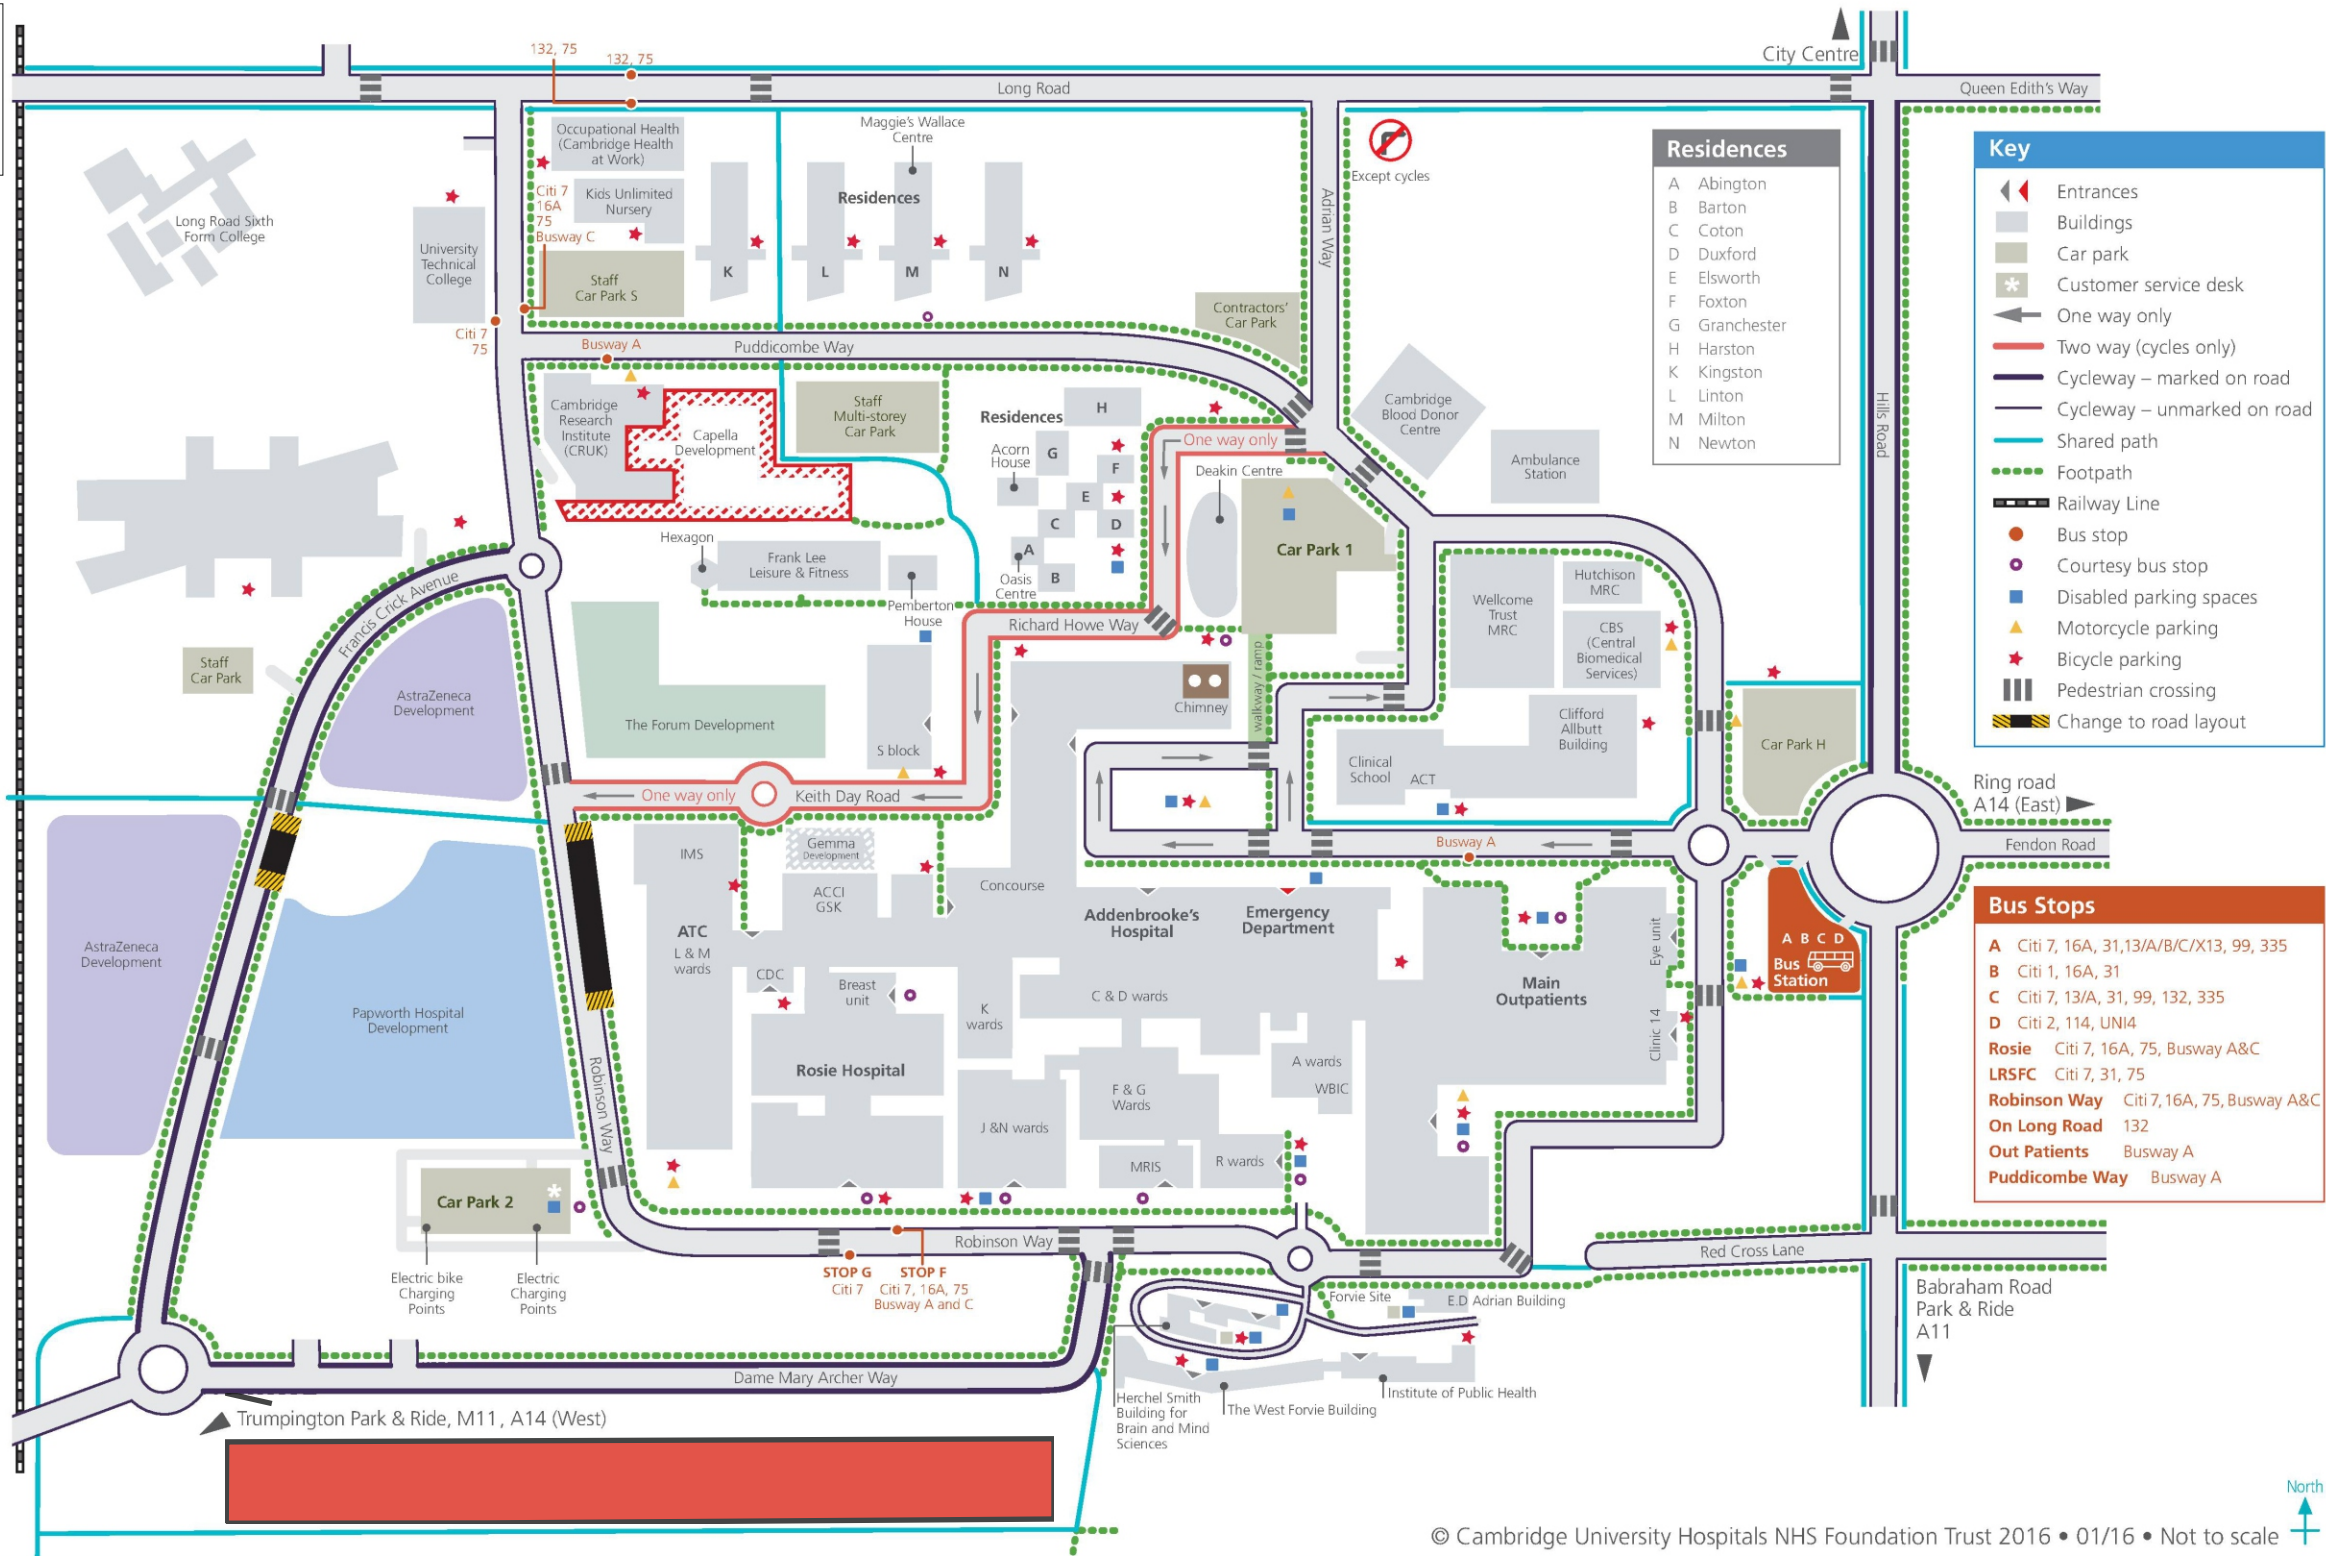 City Centre
132, 75
132, 75
Long Road
Queen Edith's Way
Occupational Health
(Cambridge Health
at Work)
Maggie's Wallace
Centre
Except cycles
Adrian Way
Hills Road
Citi 7
16A
75
Busway C
Kids Unlimited
Nursery
Residences
Long Road Sixth
Form College
University
Technical
College
Staff
Car Park S
K
L
M
N
Contractors'
Car Park
Citi 7
75
Busway A
Puddicombe Way
Residences
A Abington
B Barton
C Coton
D Duxford
E Elsworth
F Foxton
G Granchester
H Harston
K Kingston
L Linton
M Milton
N Newton
Key
Entrances
Buildings
Car park
Customer service desk
One way only
Two way (cycles only)
Cycleway – marked on road
Cycleway – unmarked on road
Shared path
Footpath
Railway Line
Bus stop
Courtesy bus stop
Disabled parking spaces
Motorcycle parking
Bicycle parking
Pedestrian crossing
Change to road layout
Cambridge
Research
Institute
(CRUK)
Capella
Development
Staff
Multi-storey
Car Park
Residences
H
G
F
E
C
D
A
B
Acorn
House
Oasis
Centre
One way only
Deakin Centre
Car Park 1
Cambridge
Blood Donor
Centre
Ambulance
Station
Hexagon
Frank Lee
Leisure & Fitness
Pemberton
House
Richard Howe Way
Francis Crick Avenue
Staff
Car Park
AstraZeneca
Development
The Forum Development
S block
Chimney
walkway / ramp
Wellcome
Trust
MRC
Hutchison
MRC
CBS
(Central
Biomedical
Services)
Clifford
Allbutt
Building
Clinical
School
ACT
Car Park H
Ring road
A14 (East)
One way only
Keith Day Road
Busway A
Fendon Road
IMS
Gemma
Development
ACCI
GSK
Concourse
Addenbrooke's
Hospital
Emergency
Department
ATC
L & M
wards
CDC
Breast
unit
K
wards
C & D wards
Main
Outpatients
Eye unit
Clinic 14
A B C D
Bus
Station
AstraZeneca
Development
Papworth Hospital
Development
Rosie Hospital
F & G
Wards
A wards
WBIC
J &N wards
MRIS
R wards
Robinson Way
Car Park 2
Electric bike
Charging
Points
Electric
Charging
Points
Robinson Way
STOP G
Citi 7
STOP F
Citi 7, 16A, 75
Busway A and C
Red Cross Lane
Bus Stops
A Citi 7, 16A, 31,13/A/B/C/X13, 99, 335
B Citi 1, 16A, 31
C Citi 7, 13/A, 31, 99, 132, 335
D Citi 2, 114, UNI4
Rosie Citi 7, 16A, 75, Busway A&C
LRSFC Citi 7, 31, 75
Robinson Way Citi 7, 16A, 75, Busway A&C
On Long Road 132
Out Patients Busway A
Puddicombe Way Busway A
Babraham Road
Park & Ride
A11
Forvie Site
E.D Adrian Building
Dame Mary Archer Way
Herchel Smith
Building for
Brain and Mind
Sciences
The West Forvie Building
Institute of Public Health
Trumpington Park & Ride, M11, A14 (West)
North
© Cambridge University Hospitals NHS Foundation Trust 2016 • 01/16 • Not to scale